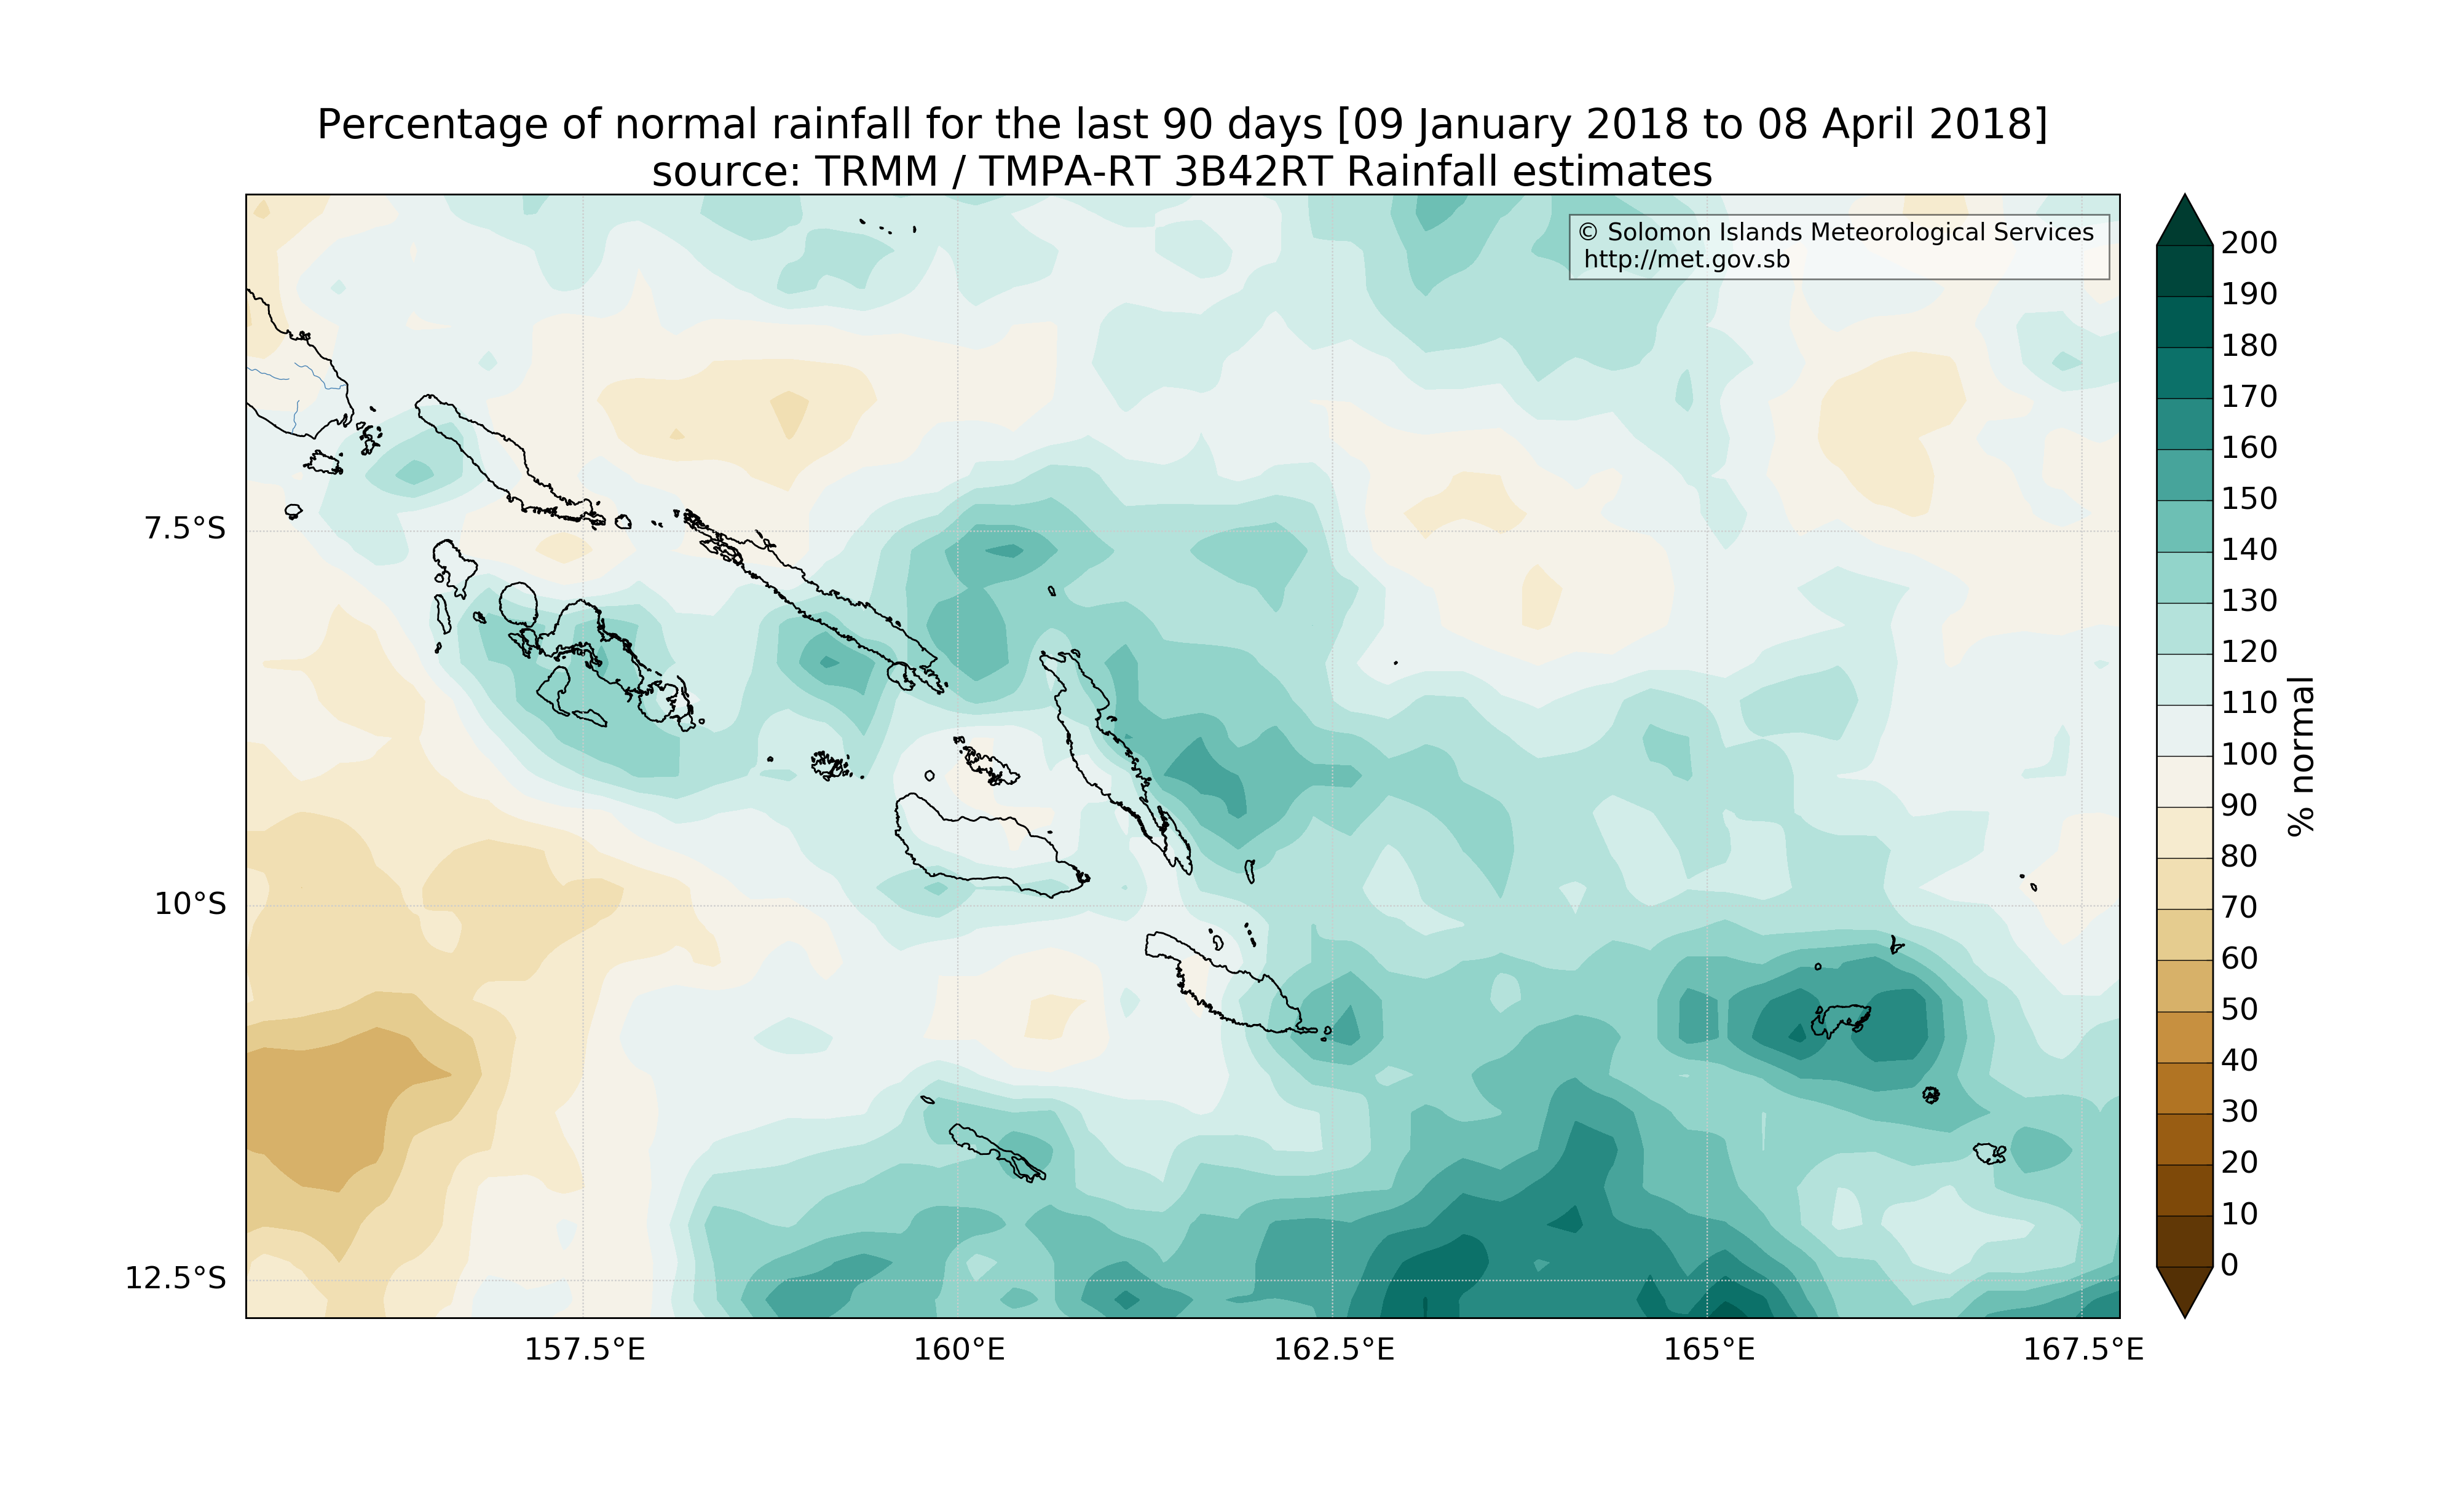 Percentage of normal rainfall for the last 90 days [09 January 2018 to 08 April 2018]
source: TRMM / TMPA-RT 3B42RT Rainfall estimates
© Solomon Islands Meteorological Services
http://met.gov.sb
7.5°S
10°S
12.5°S
157.5°E
160°E
162.5°E
165°E
167.5°E
200
190
180
170
160
150
140
130
120
110
100
90
80
70
60
50
40
30
20
10
0
% normal